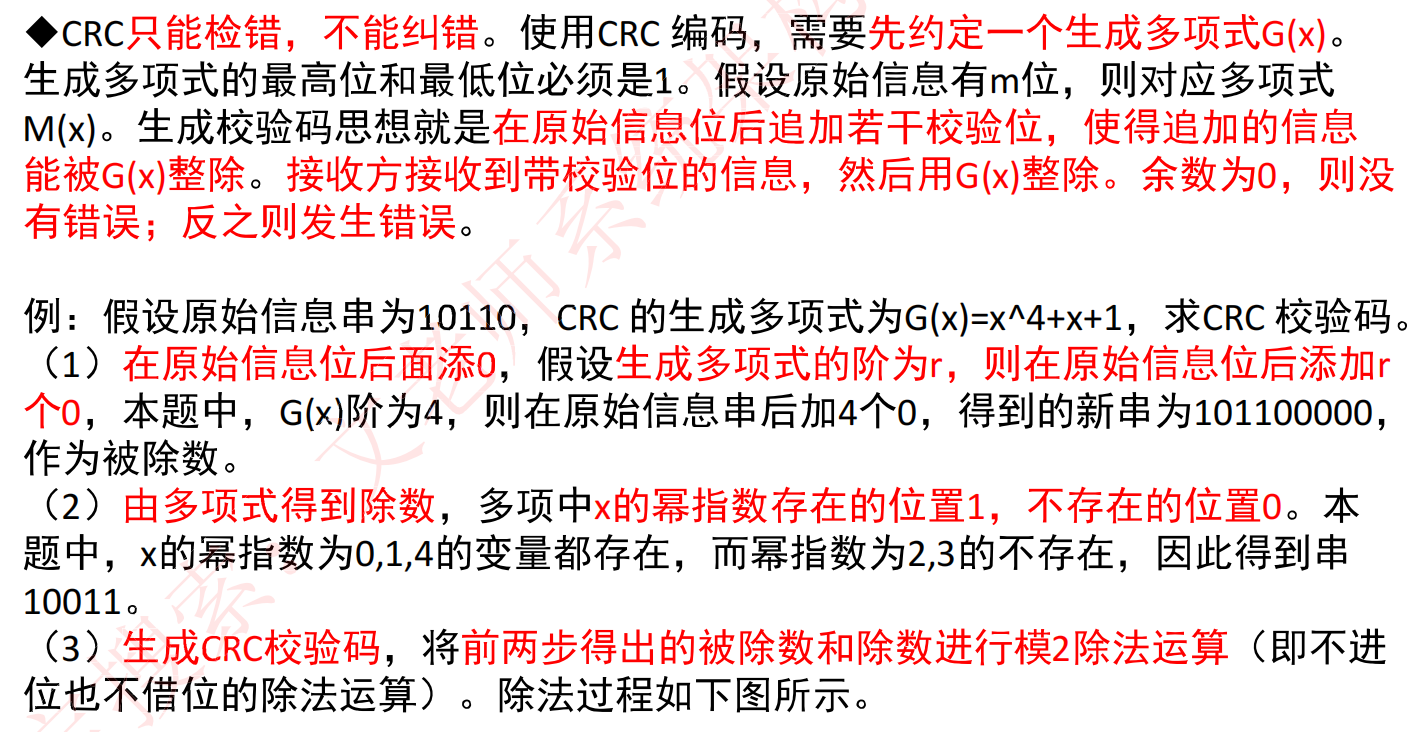 ◆CRC只能检错，不能纠错。使用CRC 编码，需要先约定一个生成多项式G(x)。
生成多项式的最高位和最低位必须是1。假设原始信息有m位，则对应多项式
M(x)。生成校验码思想就是在原始信息位后追加若干校验位，使得追加的信息
能被G(x)整除。接收方接收到带校验位的信息，然后用G(x)整除。余数为0，则没
有错误；反之则发生错误。
例：假设原始信息串为10110，CRC 的生成多项式为G(x)=x^4+x+1，求CRC 校验码。
（1）在原始信息位后面添0，假设生成多项式的阶为r，则在原始信息位后添加r
个0，本题中，G(x)阶为4，则在原始信息串后加4个0，得到的新串为101100000，
作为被除数。
（2）由多项式得到除数，多项中x的幂指数存在的位置1，不存在的位置0。本
题中，x的幂指数为0,1,4的变量都存在，而幂指数为2,3的不存在，因此得到串
10011。
（3）生成CRC校验码，将前两步得出的被除数和除数进行模2除法运算（即不进
位也不借位的除法运算）。除法过程如下图所示。
搜索：文老师系统架构